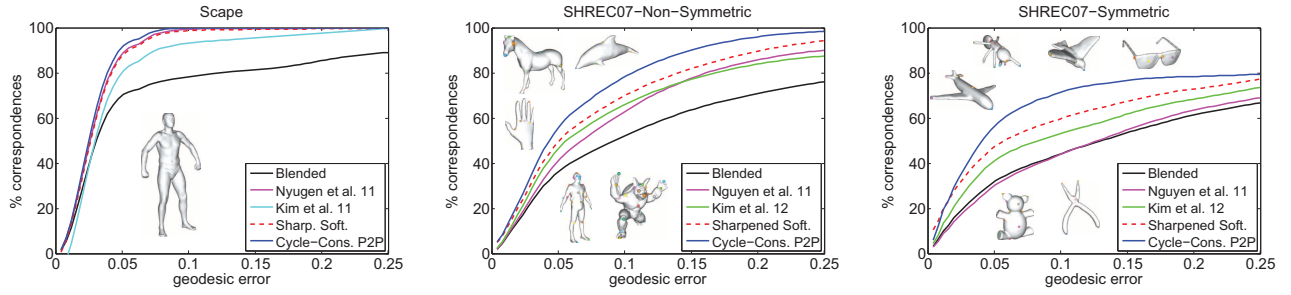 Scape
% correspondences
100
80
60
40
20
0
Blended
Nyugen et al. 11
Kim et al. 11
Sharp. Soft.
Cycle-Cons. P2P
0 0.05 0.1 0.15 0.2 0.25
geodesic error
SHREC07-Non-Symmetric
% correspondences
100
80
60
40
20
0
Blended
Nguyen et al. 11
Kim et al. 12
Sharpened Soft.
Cycle-Cons. P2P
0 0.05 0.1 0.15 0.2 0.25
geodesic error
SHREC07-Symmetric
% correspondences
100
80
60
40
20
0
Blended
Nguyen et al. 11
Kim et al. 12
Sharpened Soft.
Cycle-Cons. P2P
0 0.05 0.1 0.15 0.2 0.25
geodesic error